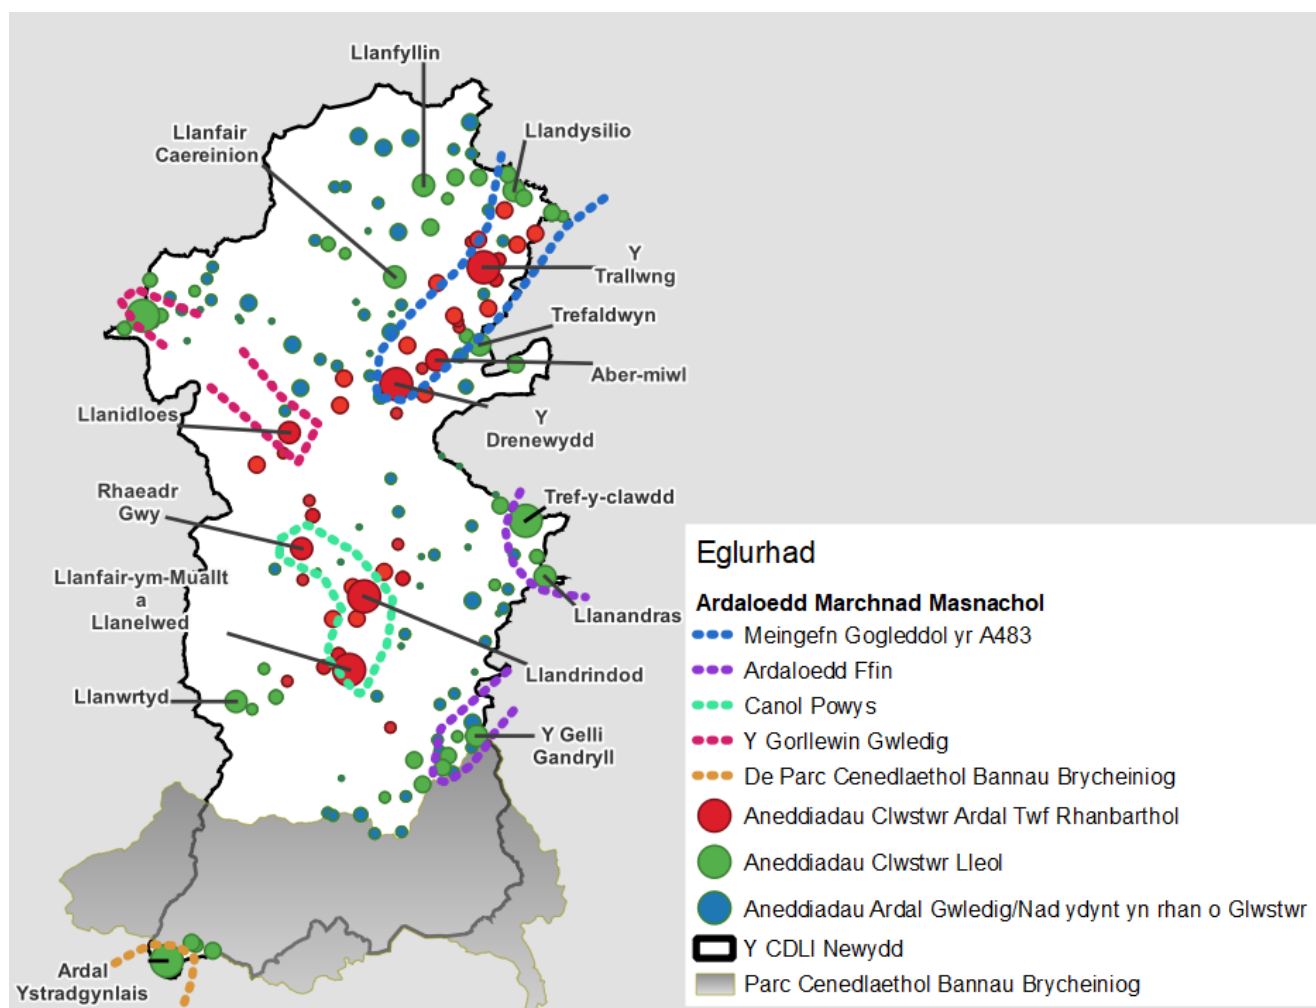 Llanfyllin
Llanfair
Caereinion
Llandysilio
Y
Trallwng
Trefaldwyn
Aber-miwl
Llanidloes
Y
Drenewydd
Rhaeadr
Gwy
Tref-y-clawdd
Llanfair-ym-Muallt
a
Llanelwed
Llanandras
Llandrindod
Llanwrtyd
Y Gelli
Gandryll
Ardal
Ystradgynlais
Eglurhad
Ardaloedd Marchnad Masnachol
Meingefn Gogleddol yr A483
Ardaloedd Ffin
Canol Powys
Y Gorllewin Gwledig
De Parc Cenedlaethol Bannau Brycheiniog
Aneddiadau Clwstwr Ardal Twf Rhanbarthol
Aneddiadau Clwstwr Lleol
Aneddiadau Ardal Gwledig/Nad ydynt yn rhan o Glwstwr
Y CDLl Newydd
Parc Cenedlaethol Bannau Brycheiniog